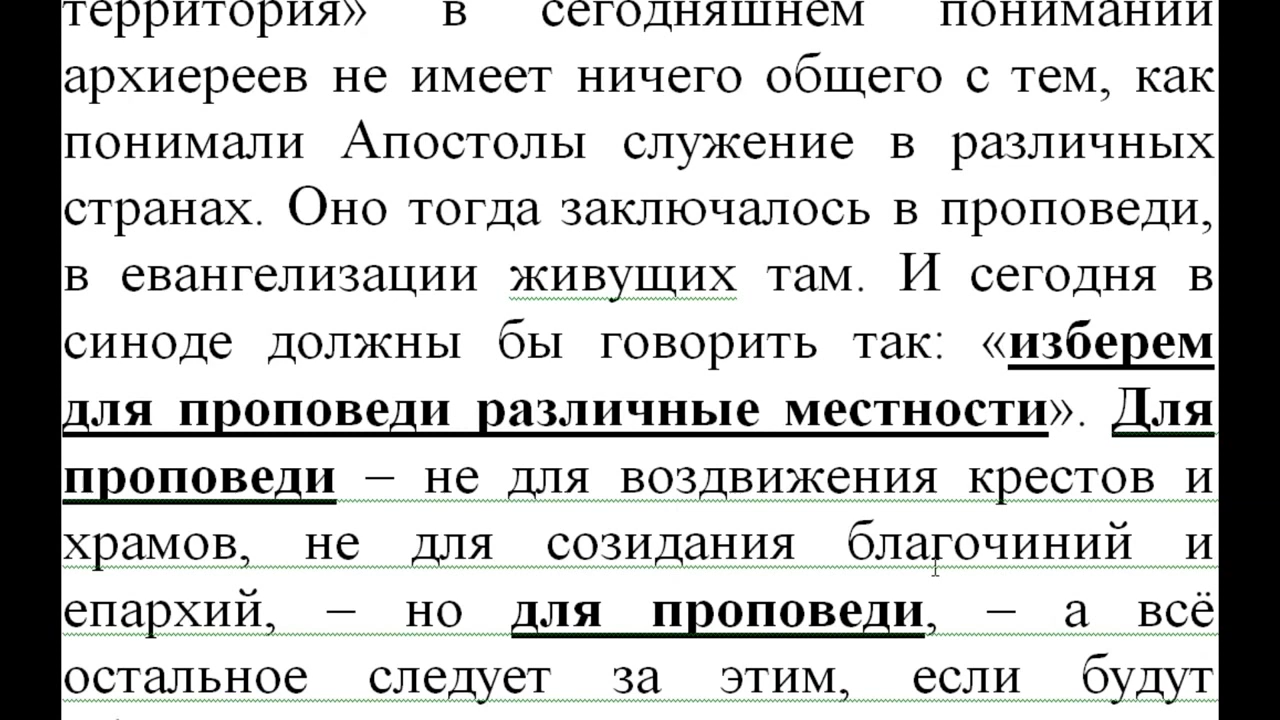 территория» в сегодняшнем понимании
архиереев не имеет ничего общего с тем, как
понимали Апостолы служение в различных
странах. Оно тогда заключалось в проповеди,
в евангелизации живущих там. И сегодня в
синоде должны бы говорить так: «изберем
для проповеди различные местности». Для
проповеди – не для воздвижения крестов и
храмов, не для созидания благочиний и
епархий, – но для проповеди, – а всё
остальное следует за этим, если будут